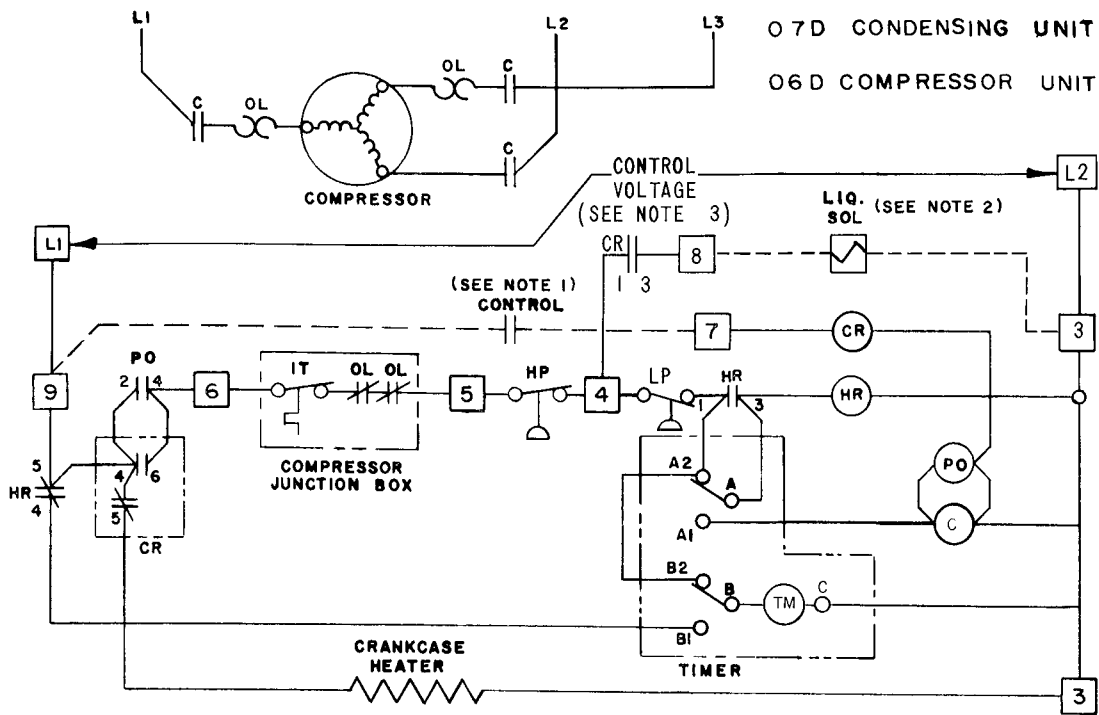 L1
L2
L3
07D CONDENSING UNIT
06D COMPRESSOR UNIT
C
OL
OL
C
C
COMPRESSOR
CONTROL
VOLTAGE
(SEE NOTE 3)
L2
L1
LIQ.
SOL
(SEE NOTE 2)
CR
1 3
8
(SEE NOTE 1)
CONTROL
7
CR
3
PO
2 4
9
6
IT
OL OL
5
HP
4
LP
HR
1 3
HR
COMPRESSOR
JUNCTION BOX
5
HR
4
4 6
5
CR
A2
A
A1
PO
C
B2
B
TM
C
B1
TIMER
CRANKCASE
HEATER
3